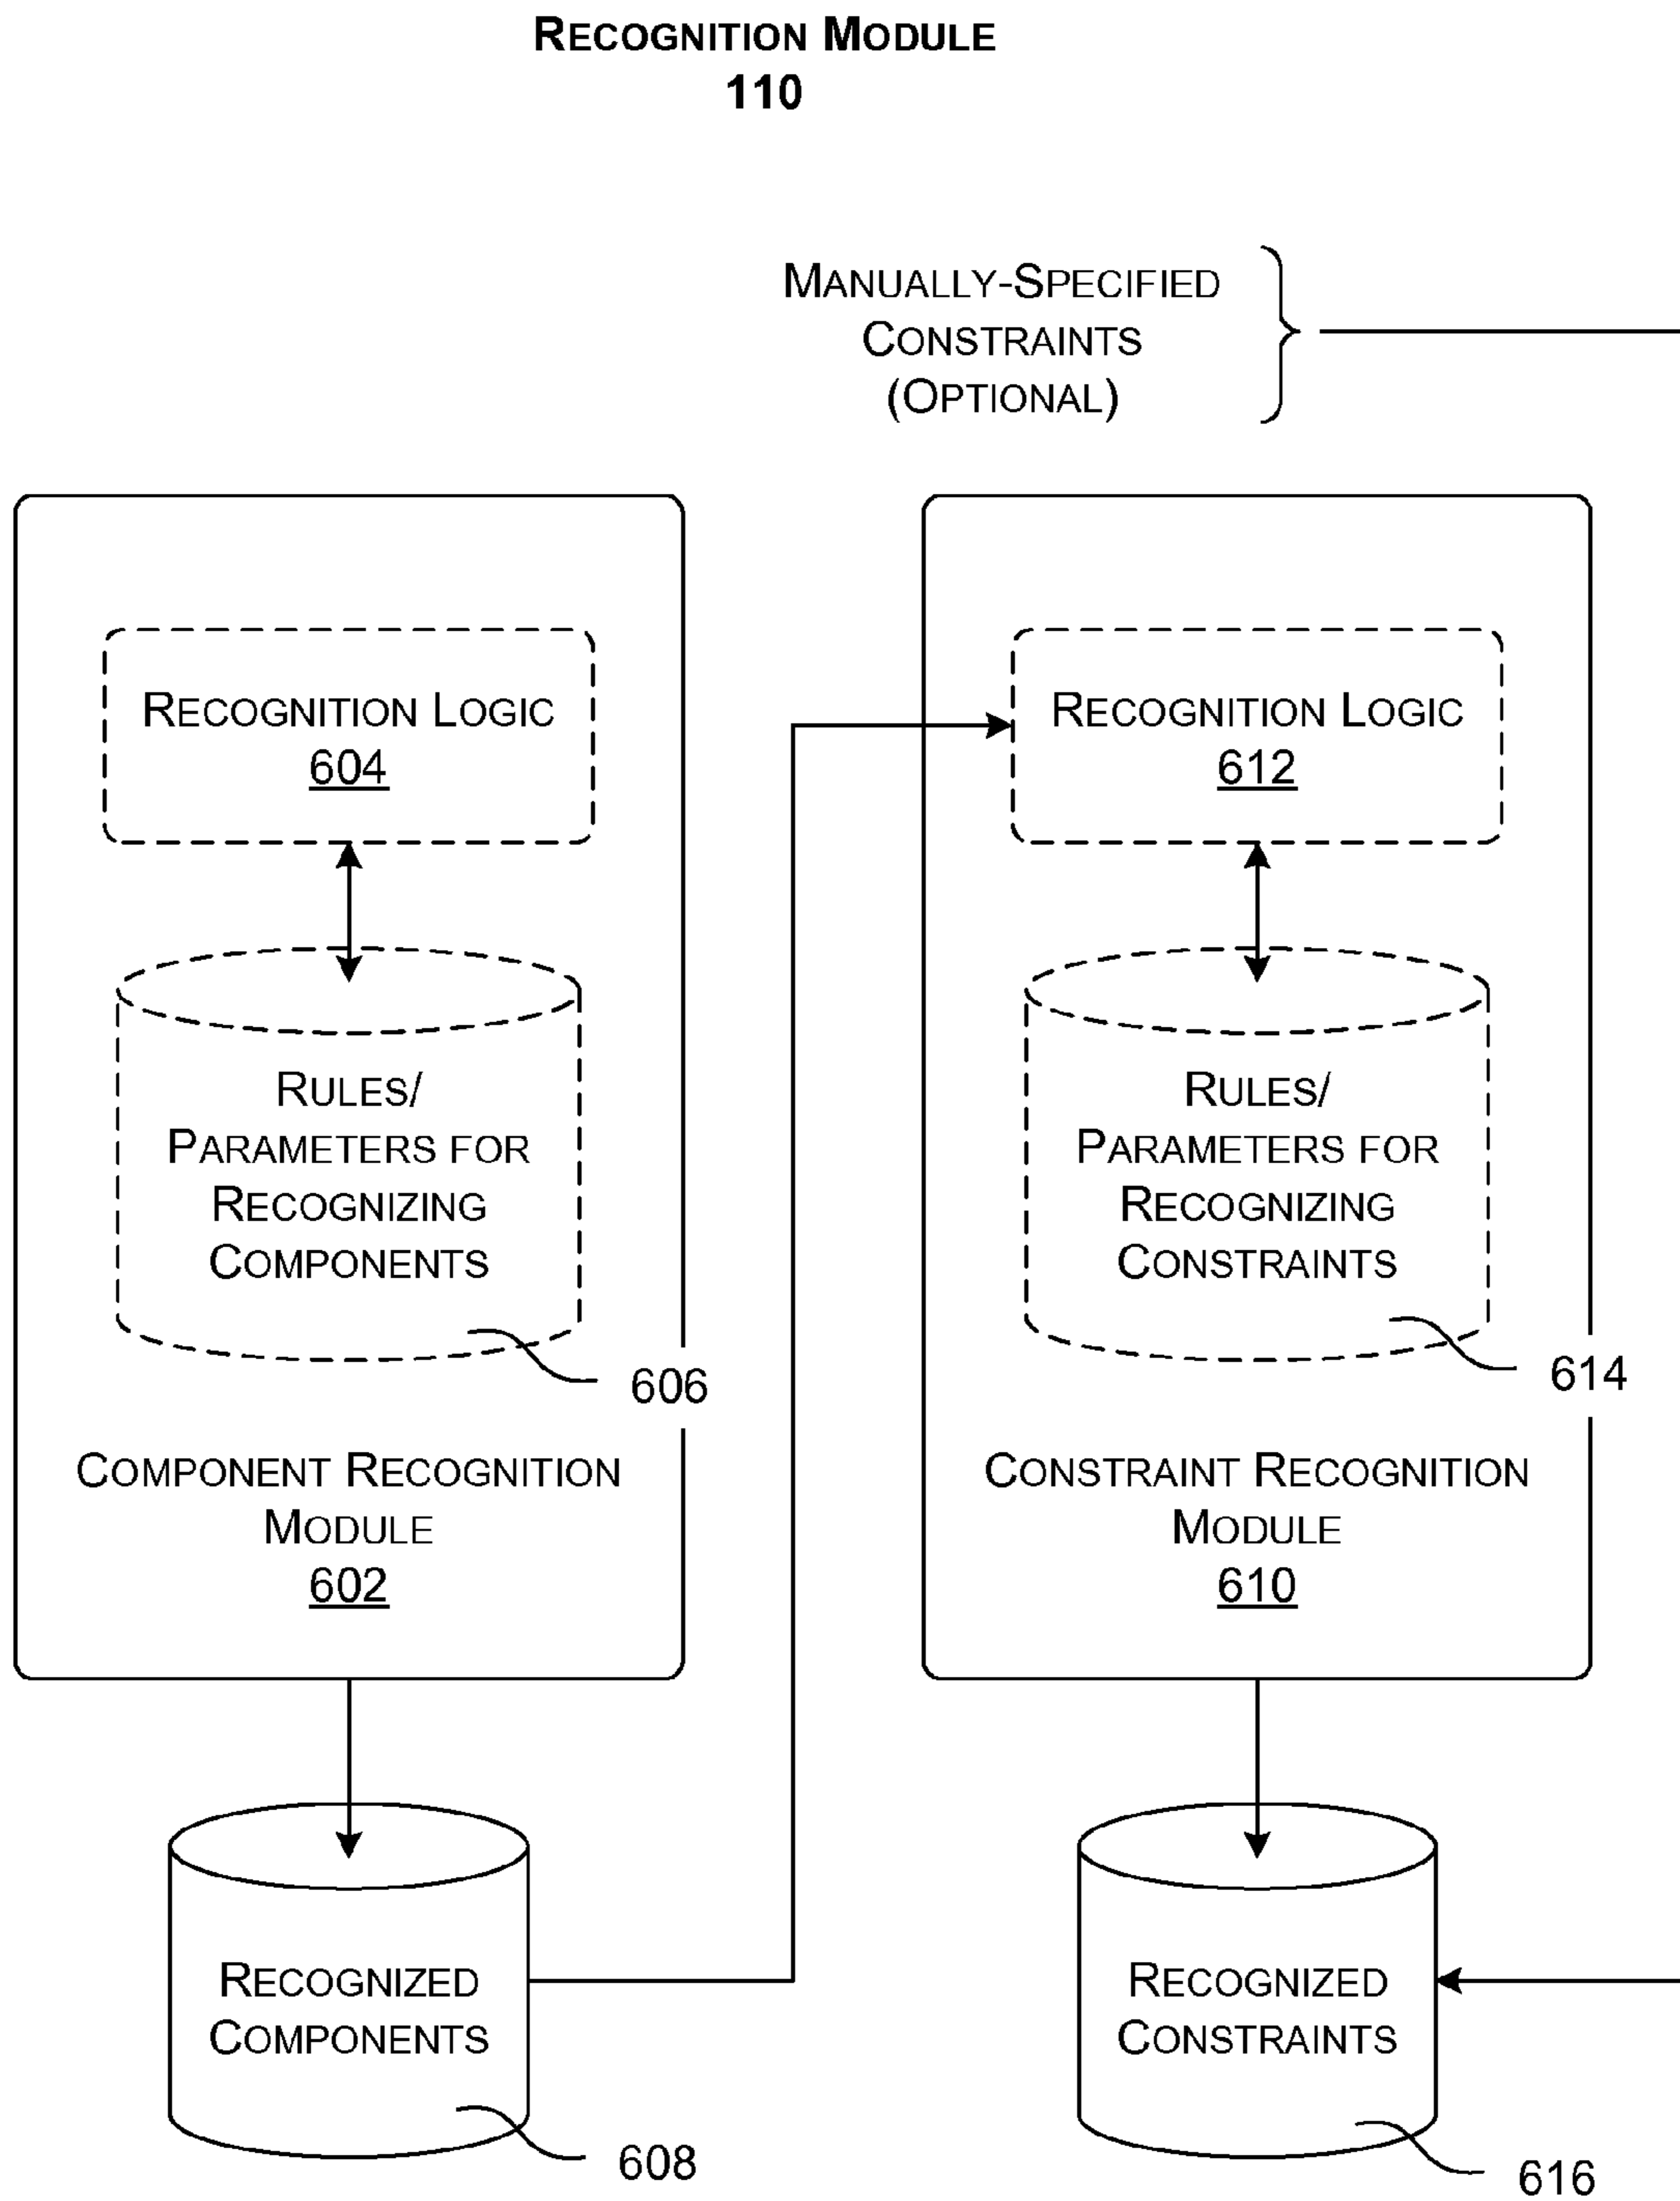 RECOGNITION MODULE
110
MANUALLY-SPECIFIED
CONSTRAINTS
(OPTIONAL)
RECOGNITION LOGIC
604
RULES/
PARAMETERS FOR
RECOGNIZING
COMPONENTS
606
COMPONENT RECOGNITION
MODULE
602
RECOGNIZED
COMPONENTS
608
RECOGNITION LOGIC
612
RULES/
PARAMETERS FOR
RECOGNIZING
CONSTRAINTS
614
CONSTRAINT RECOGNITION
MODULE
610
RECOGNIZED
CONSTRAINTS
616